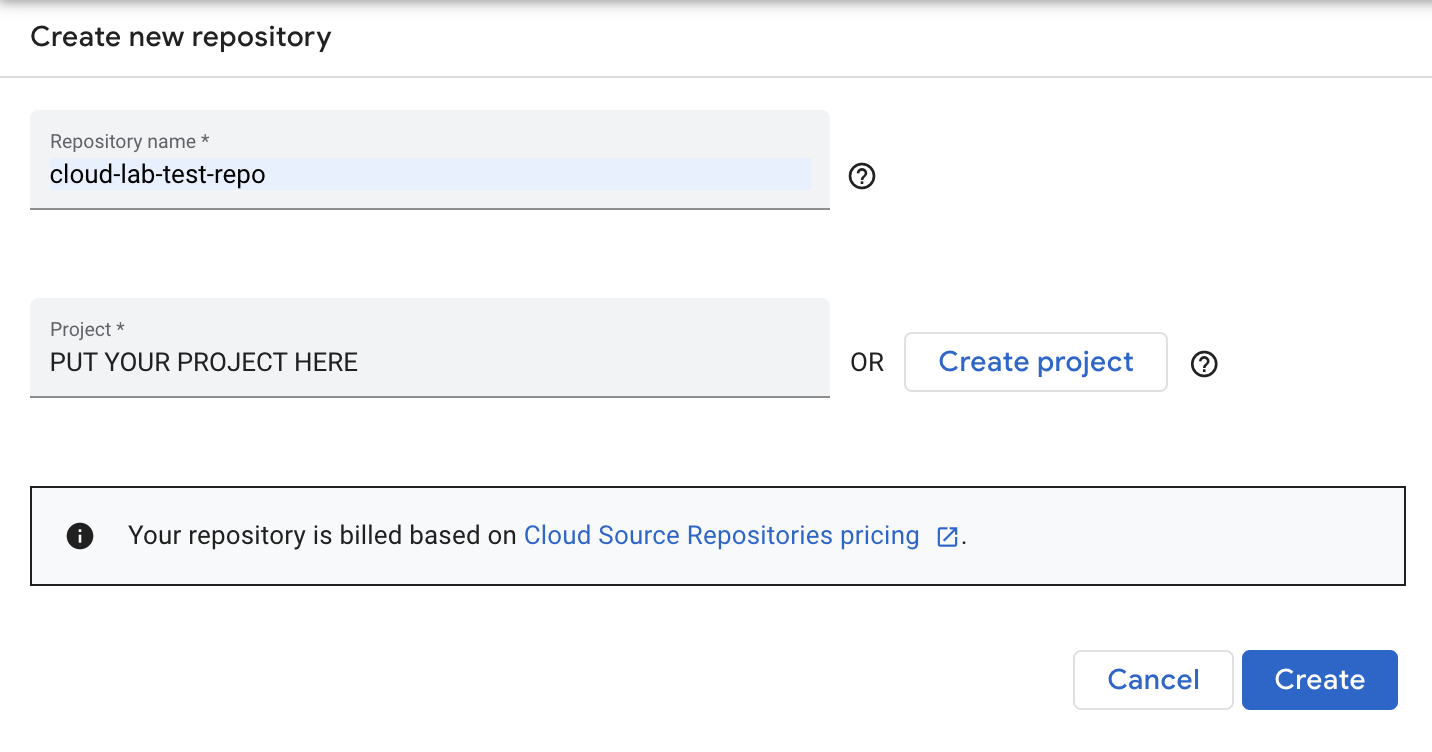 Create new repository
Repository name *
cloud-lab-test-repo
Project *
PUT YOUR PROJECT HERE
OR
Create project
Your repository is billed based on Cloud Source Repositories pricing .
Cancel
Create